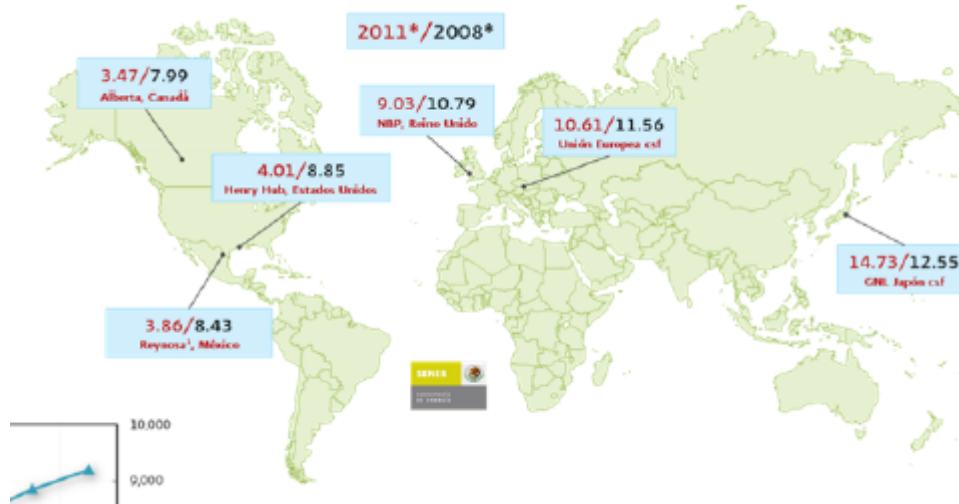 2011*/2008*
3.47/7.99
Alberta, Canadá
9.03/10.79
NBP, Reino Unido
10.61/11.56
Unión Europea csf
4.01/8.85
Henry Hub, Estados Unidos
14.73/12.55
GNL Japón csf
3.86/8.43
Reynosa¹, México
SENER
10,000
9,000